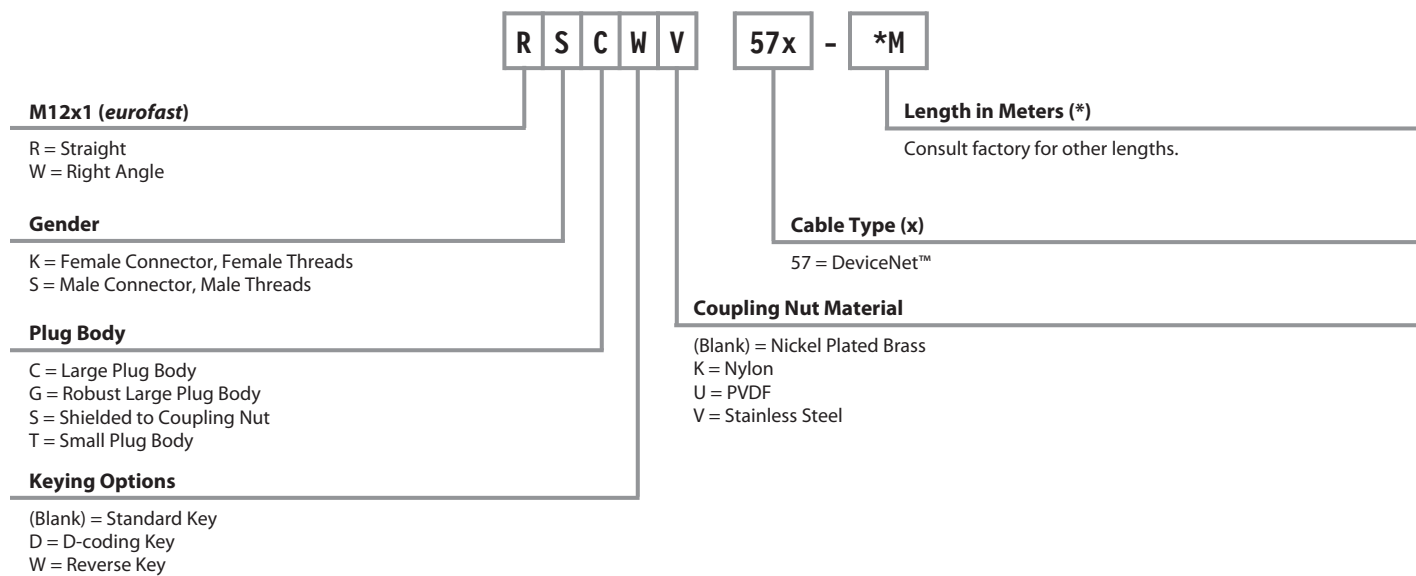 R S C W V 57x - *M
M12x1 (eurofast)
R = Straight
W = Right Angle
Gender
K = Female Connector, Female Threads
S = Male Connector, Male Threads
Plug Body
C = Large Plug Body
G = Robust Large Plug Body
S = Shielded to Coupling Nut
T = Small Plug Body
Keying Options
(Blank) = Standard Key
D = D-coding Key
W = Reverse Key
Length in Meters (*)
Consult factory for other lengths.
Cable Type (x)
57 = DeviceNet™
Coupling Nut Material
(Blank) = Nickel Plated Brass
K = Nylon
U = PVDF
V = Stainless Steel